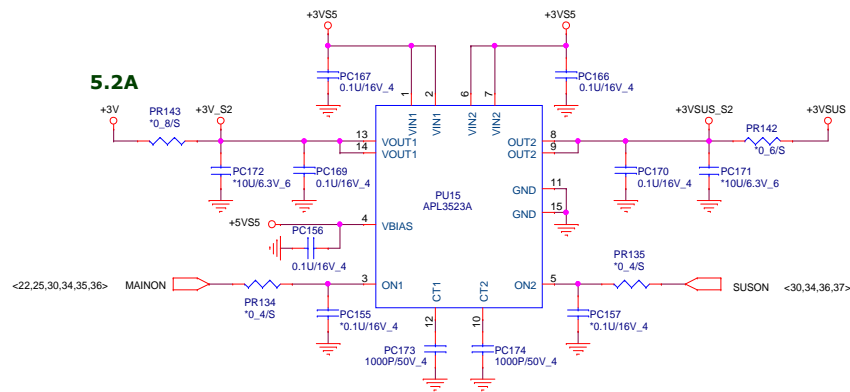 +3VS5
+3VS5
PC167
0.1U/16V_4
PC166
0.1U/16V_4
5.2A
1
2
6
7
VIN1
VIN1
VIN2
VIN2
+3V
PR143
*0_8/S
+3V_S2
+3VSUS_S2
PR142
*0_6/S
+3VSUS
13
14
VOUT1
VOUT1
8
9
OUT2
OUT2
PC172
*10U/6.3V_6
PC169
0.1U/16V_4
PC170
0.1U/16V_4
PC171
*10U/6.3V_6
PU15
APL3523A
11
GND
15
GND
+5VS5
4
VBIAS
PC156
0.1U/16V_4
<22,25,30,34,35,36>
MAINON
PR134
*0_4/S
3
ON1
5
ON2
PR135
*0_4/S
SUSON
<30,34,36,37>
PC155
*0.1U/16V_4
PC157
*0.1U/16V_4
CT1
CT2
12
10
PC173
1000P/50V_4
PC174
1000P/50V_4